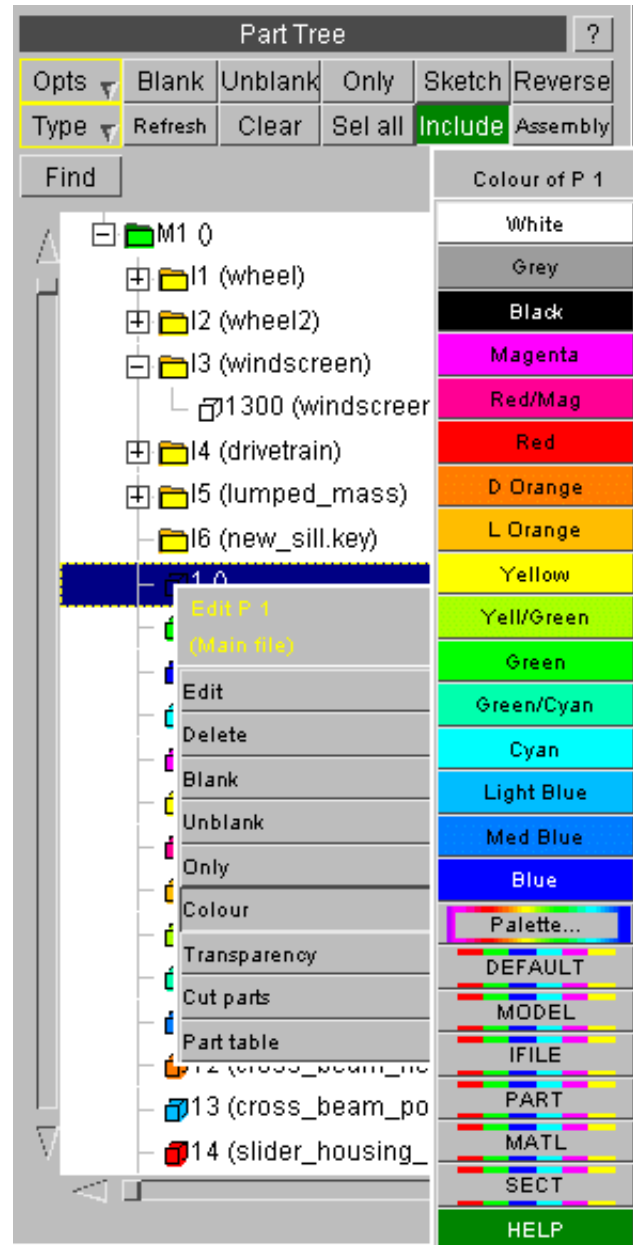 Part Tree ?
Opts Blank Unblank Only Sketch Reverse
Type Refresh Clear Sel all Include Assembly
Find
M1 ()
I1 (wheel)
I2 (wheel2)
I3 (windscreen)
1300 (windscreen
I4 (drivetrain)
I5 (lumped_mass)
I6 (new_sill.key)
1 ()
Edit P 1
(Main file)
Edit
Delete
Blank
Unblank
Only
Colour
Transparency
Cut parts
Part table
13 (cross_beam_po
14 (slider_housing_
Colour of P 1
White
Grey
Black
Magenta
Red/Mag
Red
D Orange
L Orange
Yellow
Yell/Green
Green
Green/Cyan
Cyan
Light Blue
Med Blue
Blue
Palette...
DEFAULT
MODEL
IFILE
PART
MATL
SECT
HELP